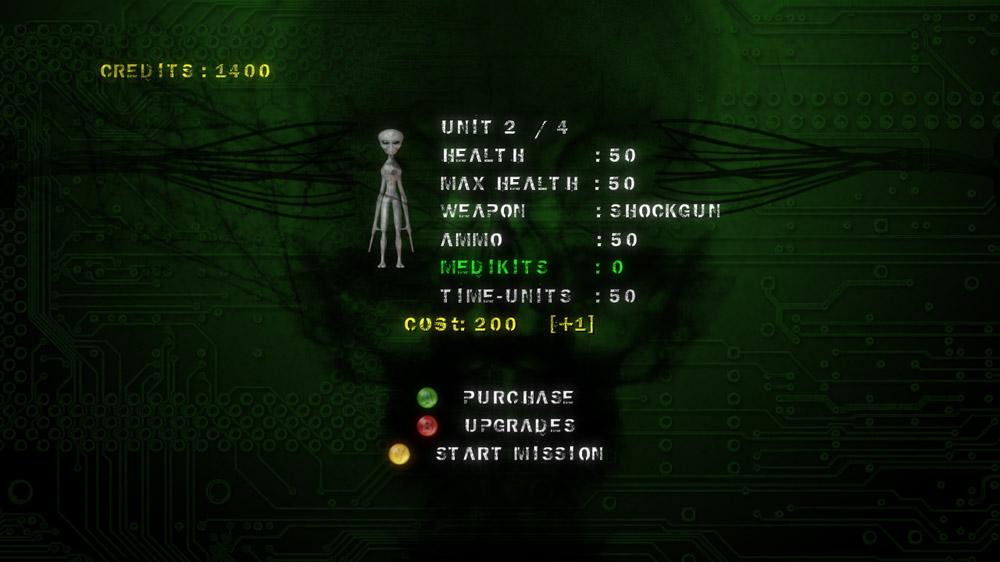 CREDITS:1400
UNIT 2 / 4
HEALTH : 50
MAX HEALTH : 50
WEAPON : SHOCKGUN
AMMO : 50
MEDIKITS : 0
TIME-UNITS : 50
COSt: 200 [+1]
PURCHASE
UPGRADES
START MISSION